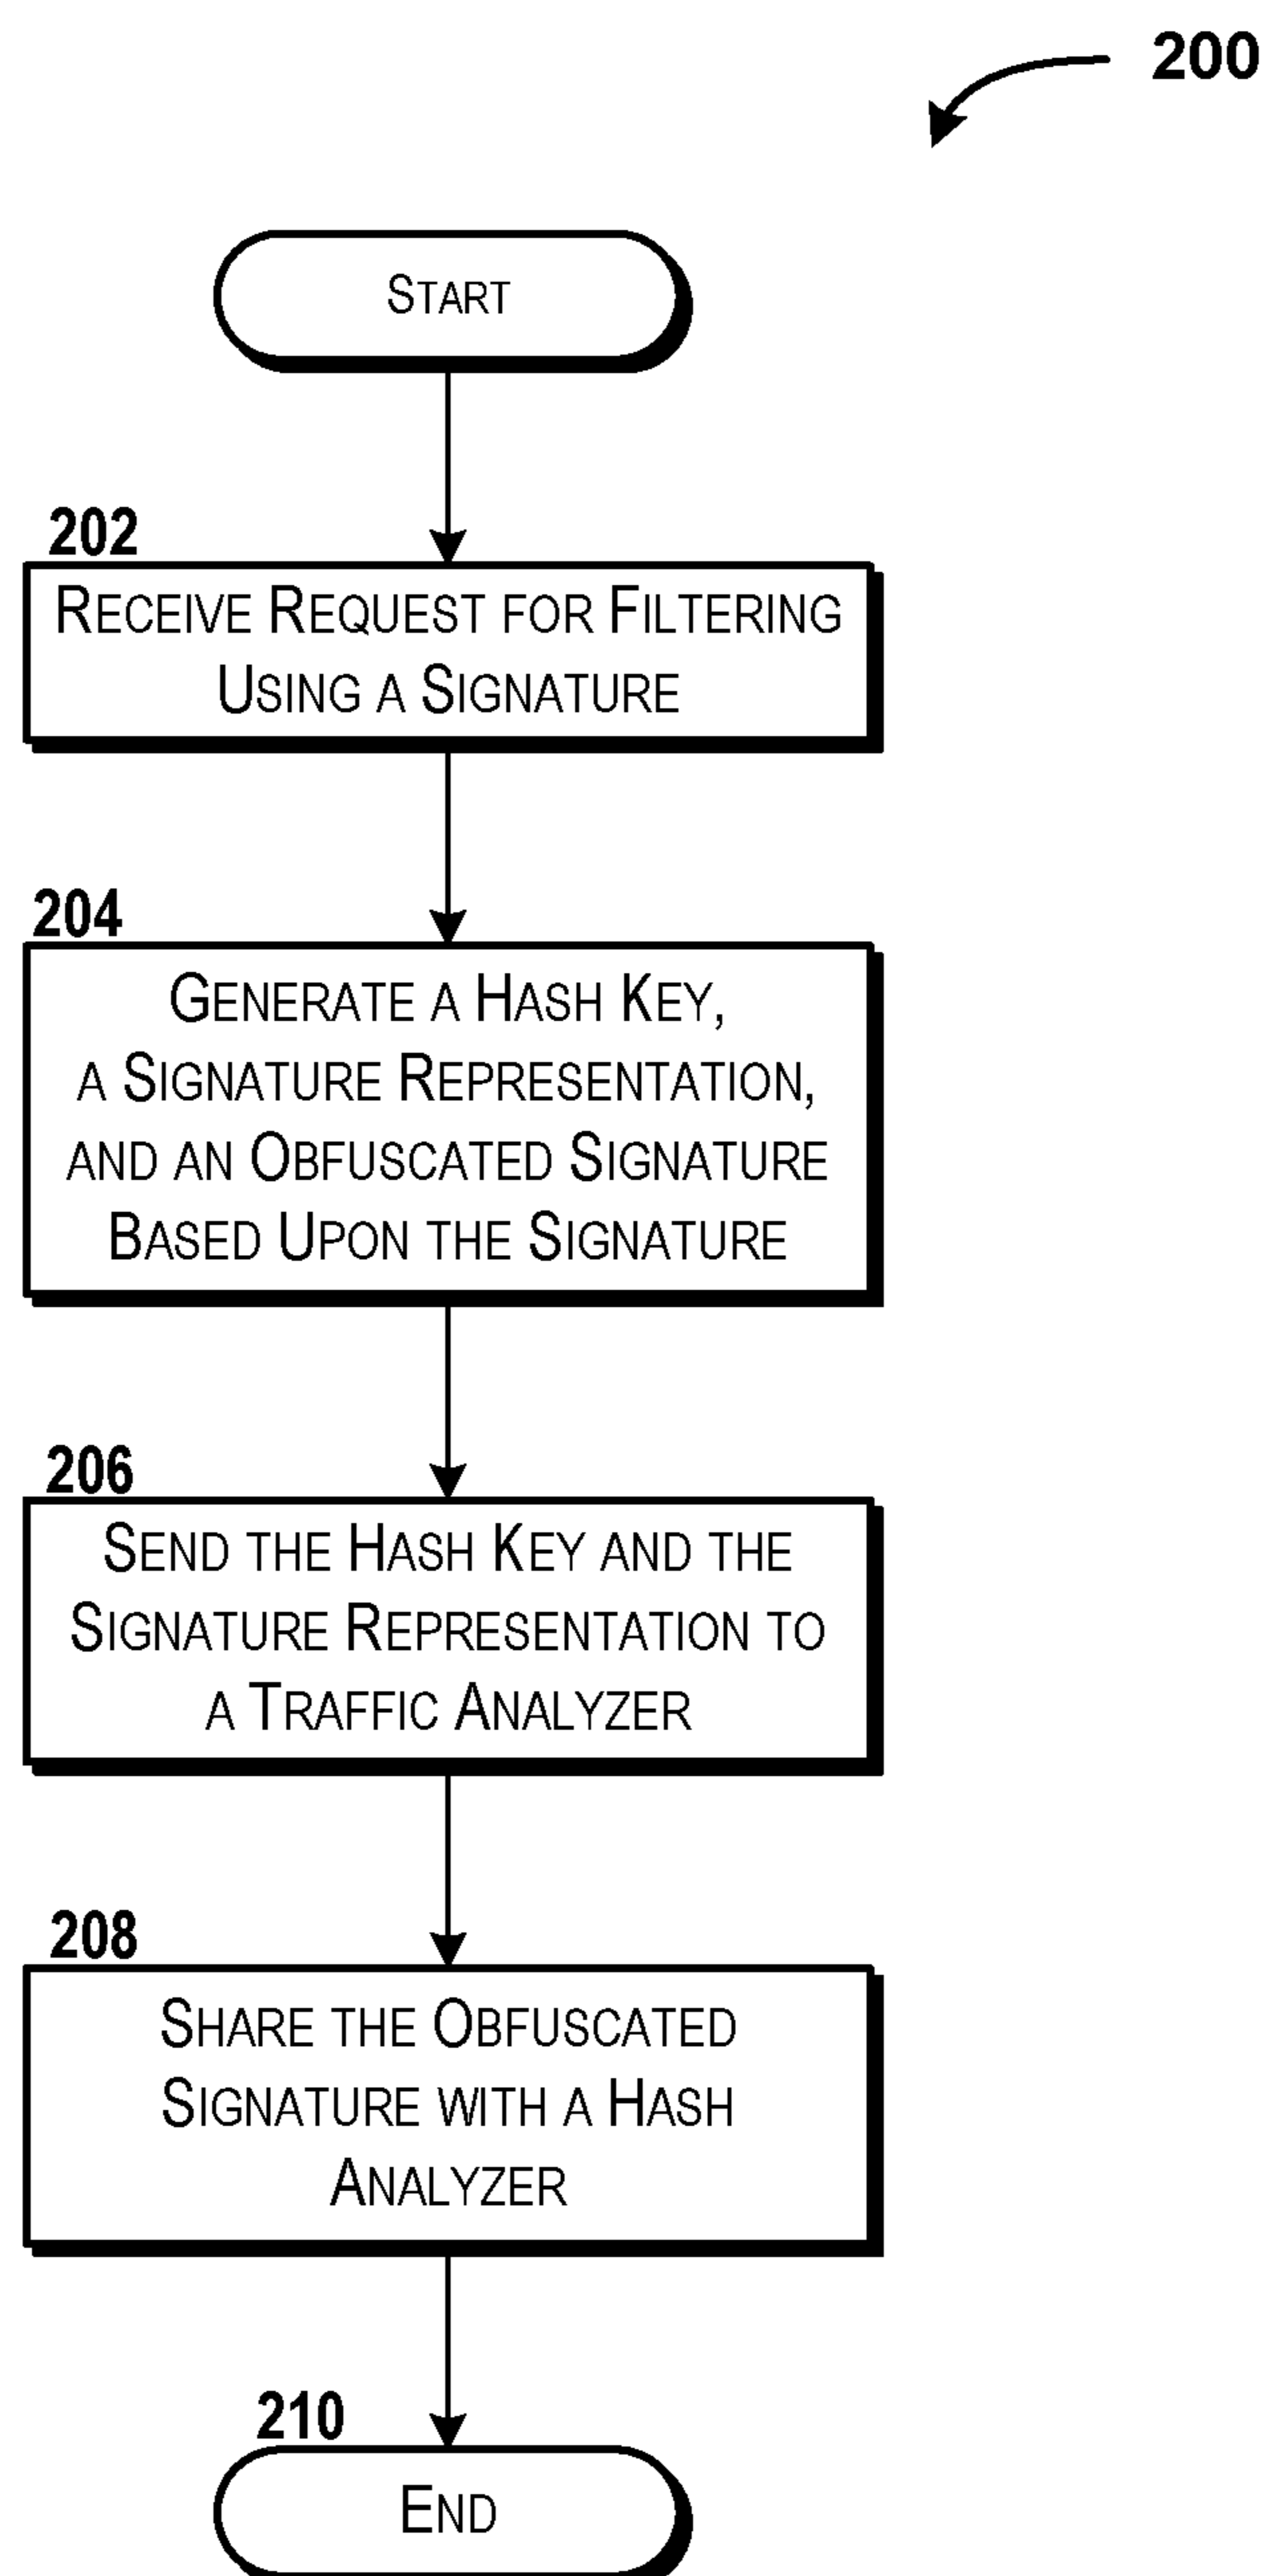 200
START
202
RECEIVE REQUEST FOR FILTERING
USING A SIGNATURE
204
GENERATE A HASH KEY,
A SIGNATURE REPRESENTATION,
AND AN OBFUSCATED SIGNATURE
BASED UPON THE SIGNATURE
206
SEND THE HASH KEY AND THE
SIGNATURE REPRESENTATION TO
A TRAFFIC ANALYZER
208
SHARE THE OBFUSCATED
SIGNATURE WITH A HASH
ANALYZER
210
END